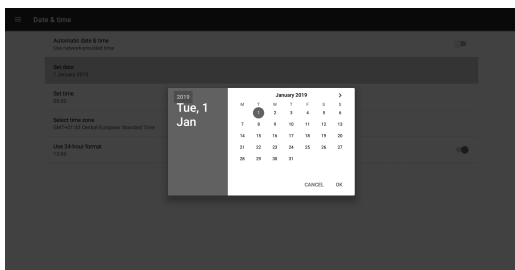 Date & time
Automatic date & time
Use network-provided time
Set date
1 January 2019
Set time
Select time zone
GMT+01:00 Central European Standard Time
Use 24-hour format
13:00
2019
Tue, 1
Jan
January 2019
M T W T F S S
1 2 3 4 5 6
7 8 9 10 11 12 13
14 15 16 17 18 19 20
21 22 23 24 25 26 27
28 29 30 31
CANCEL OK